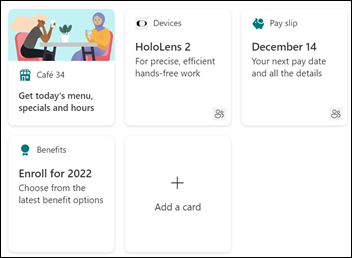 Café 34
Get today's menu,
specials and hours
Devices
HoloLens 2
For precise, efficient
hands-free work
Pay slip
December 14
Your next pay date
and all the details
Benefits
Enroll for 2022
Choose from the
latest benefit options
Add a card